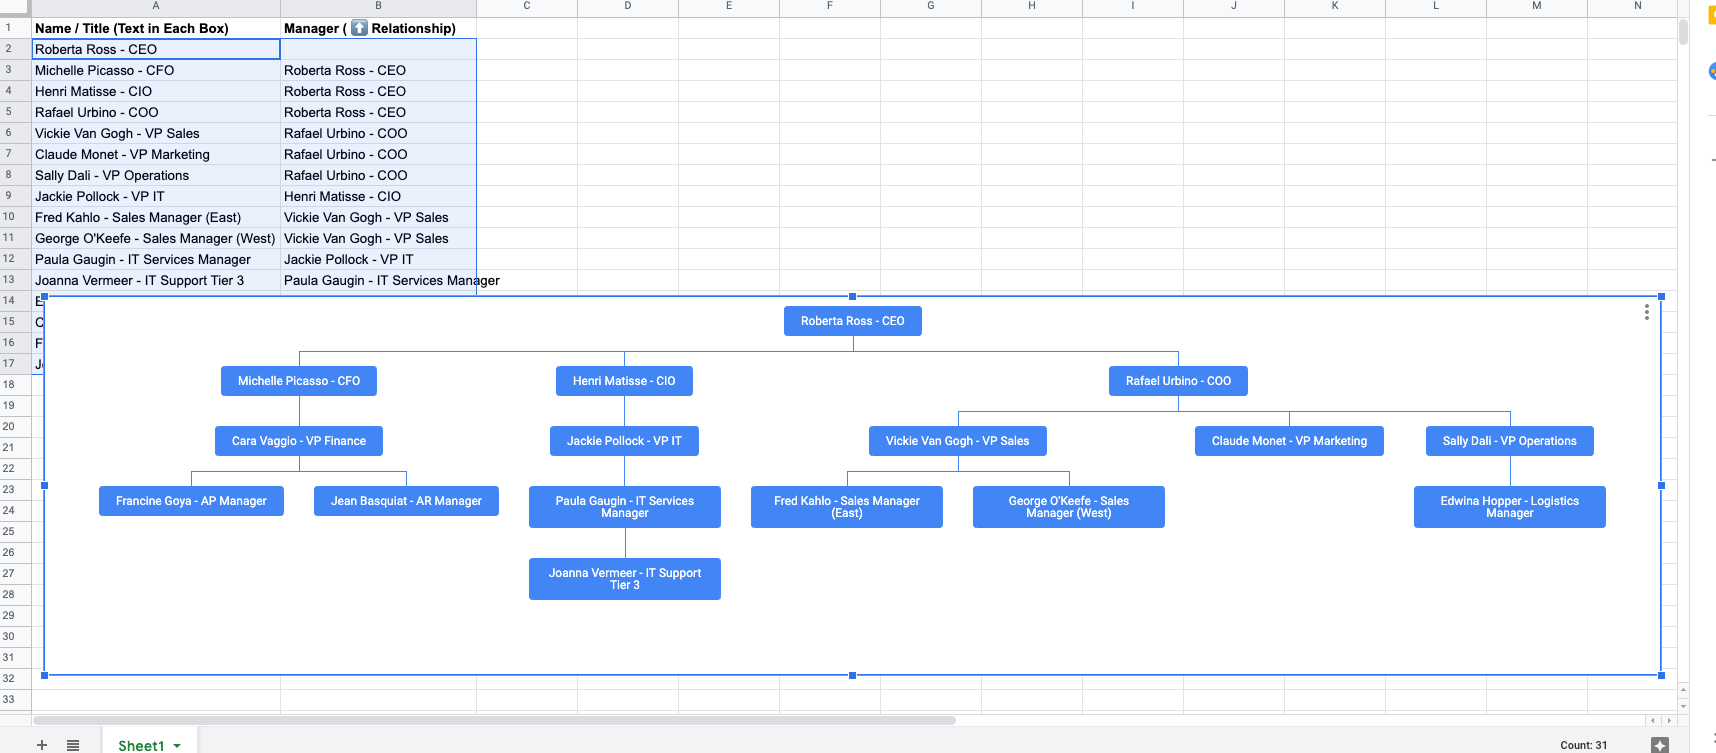 A B C D E F G H I J K L M N
1 Name / Title (Text in Each Box) Manager ( ⬆️ Relationship)
2 Roberta Ross - CEO
3 Michelle Picasso - CFO Roberta Ross - CEO
4 Henri Matisse - CIO Roberta Ross - CEO
5 Rafael Urbino - COO Roberta Ross - CEO
6 Vickie Van Gogh - VP Sales Rafael Urbino - COO
7 Claude Monet - VP Marketing Rafael Urbino - COO
8 Sally Dali - VP Operations Rafael Urbino - COO
9 Jackie Pollock - VP IT Henri Matisse - CIO
10 Fred Kahlo - Sales Manager (East) Vickie Van Gogh - VP Sales
11 George O'Keefe - Sales Manager (West) Vickie Van Gogh - VP Sales
12 Paula Gaugin - IT Services Manager Jackie Pollock - VP IT
13 Joanna Vermeer - IT Support Tier 3 Paula Gaugin - IT Services Manager
14 E
15 C
16 F
17 J
18
19
20
21
22
23
24
25
26
27
28
29
30
31
32
33
Roberta Ross - CEO
Michelle Picasso - CFO
Henri Matisse - CIO
Rafael Urbino - COO
Cara Vaggio - VP Finance
Jackie Pollock - VP IT
Vickie Van Gogh - VP Sales
Claude Monet - VP Marketing
Sally Dali - VP Operations
Francine Goya - AP Manager
Jean Basquiat - AR Manager
Paula Gaugin - IT Services
Manager
Fred Kahlo - Sales Manager
(East)
George O'Keefe - Sales
Manager (West)
Edwina Hopper - Logistics
Manager
Joanna Vermeer - IT Support
Tier 3
Sheet1
Count: 31